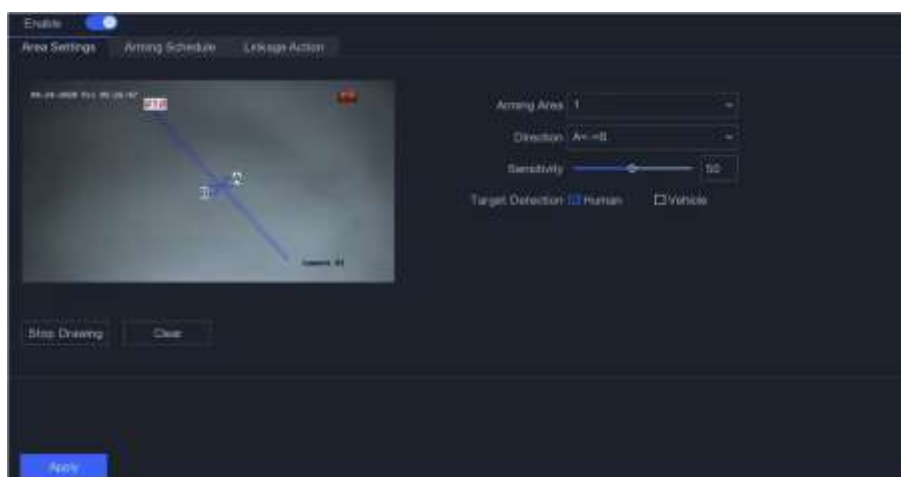 Enable
Area Settings Arming Schedule Linkage Action
Arming Area 1
Direction
Sensitivity 50
Target Detection Human Vehicle
Stop Drawing Clear
Apply